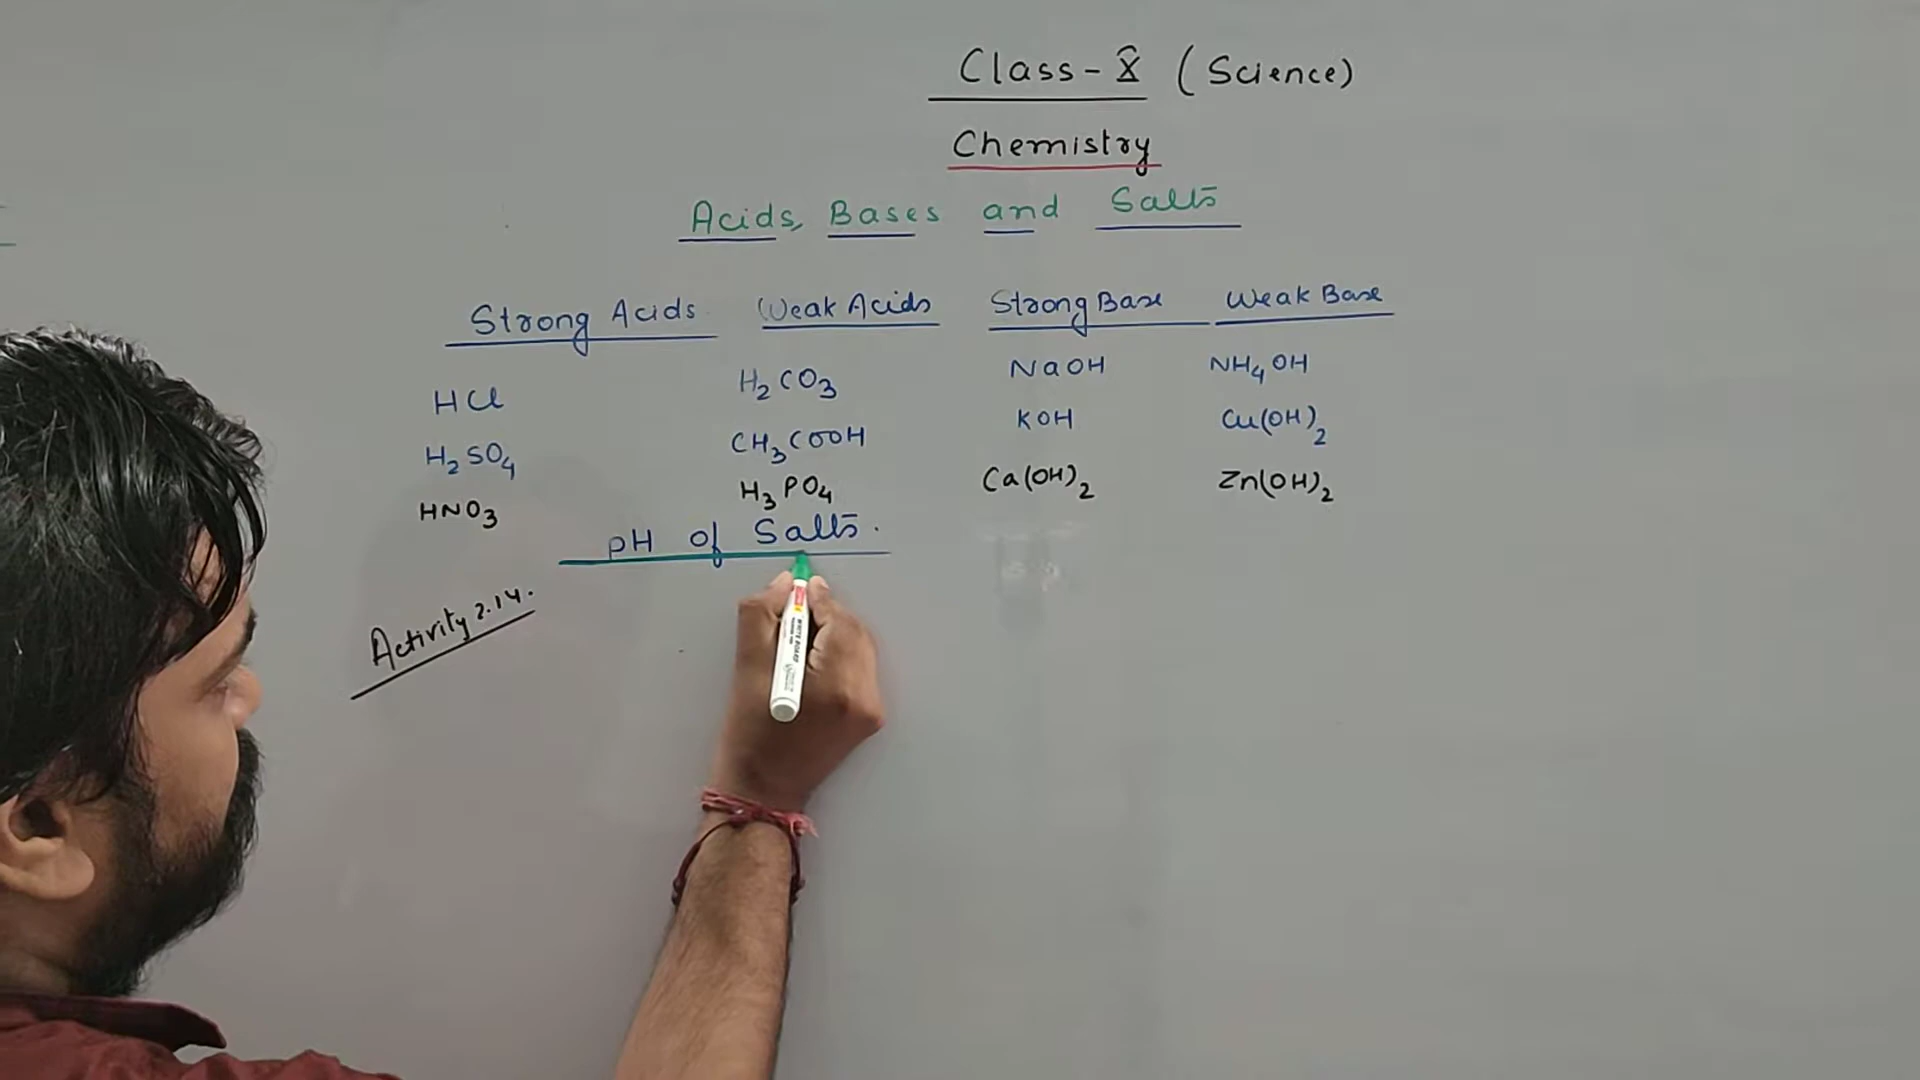 Class-X (Science)
Chemistry
Acids, Bases and Salts
Strong Acids Weak Acids Strong Base Weak Base
HCl H2CO3 NaOH NH4OH
H2SO4 CH3COOH KOH Cu(OH)2
HNO3 H3PO4 Ca(OH)2 Zn(OH)2
pH of Salts.
Activity 2.14.
WHITE BOARD